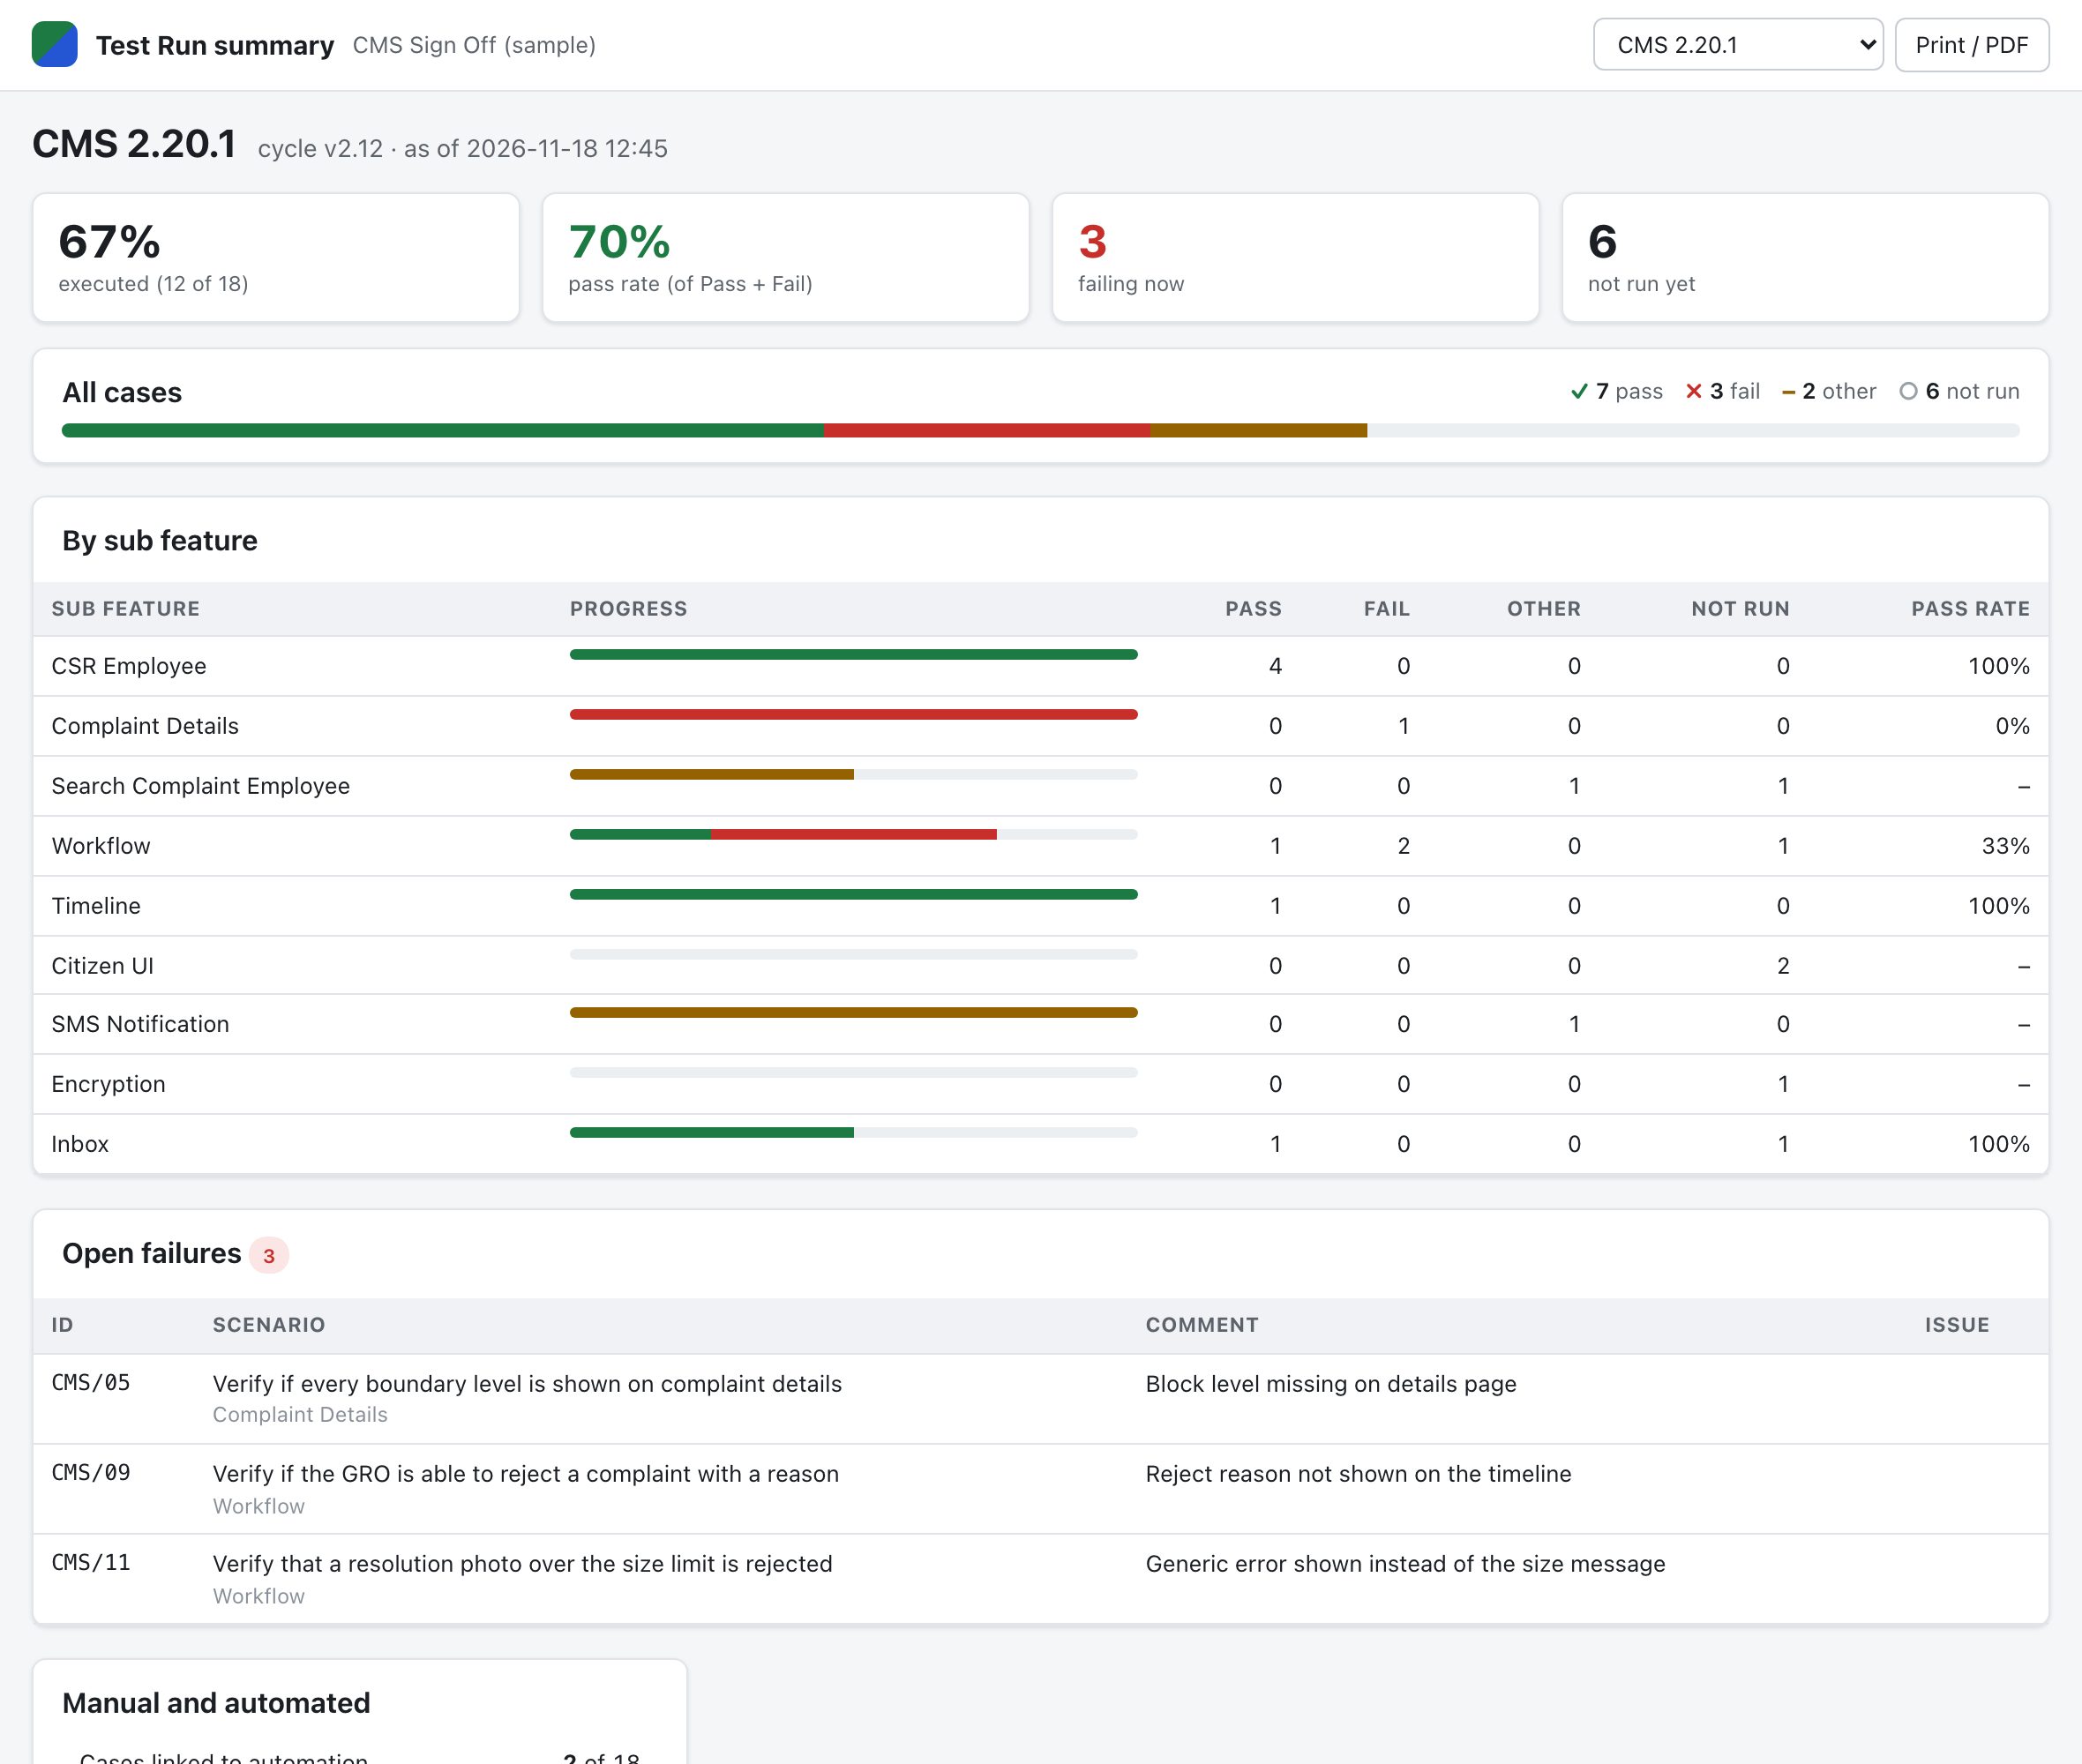 Test Run summary CMS Sign Off (sample) CMS 2.20.1 Print / PDF
CMS 2.20.1 cycle v2.12 · as of 2026-11-18 12:45
67%
executed (12 of 18)
70%
pass rate (of Pass + Fail)
3
failing now
6
not run yet
All cases 7 pass 3 fail 2 other 6 not run
By sub feature
SUB FEATURE PROGRESS PASS FAIL OTHER NOT RUN PASS RATE
CSR Employee 4 0 0 0 100%
Complaint Details 0 1 0 0 0%
Search Complaint Employee 0 0 1 1 –
Workflow 1 2 0 1 33%
Timeline 1 0 0 0 100%
Citizen UI 0 0 0 2 –
SMS Notification 0 0 1 0 –
Encryption 0 0 0 1 –
Inbox 1 0 0 1 100%
Open failures 3
ID SCENARIO COMMENT ISSUE
CMS/05 Verify if every boundary level is shown on complaint details Block level missing on details page
Complaint Details
CMS/09 Verify if the GRO is able to reject a complaint with a reason Reject reason not shown on the timeline
Workflow
CMS/11 Verify that a resolution photo over the size limit is rejected Generic error shown instead of the size message
Workflow
Manual and automated
Cases linked to automation 2 of 18